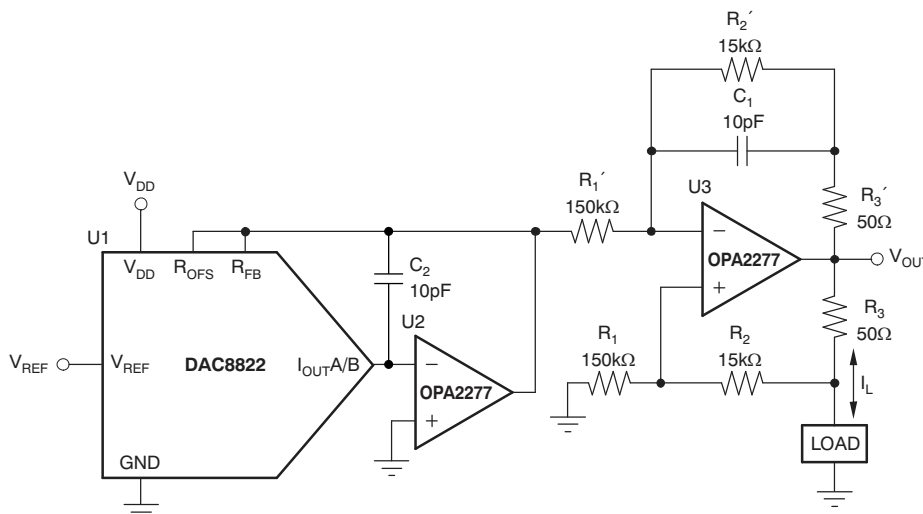 R2′
15kΩ
C1
10pF
VDD
U1
R1′
150kΩ
U3
R3′
50Ω
VDD
ROFS
RFB
C2
10pF
−
OPA2277
+
VOUT
U2
R3
50Ω
VREF
VREF
DAC8822
IOUTA/B
−
OPA2277
+
R1
150kΩ
R2
15kΩ
IL
GND
LOAD